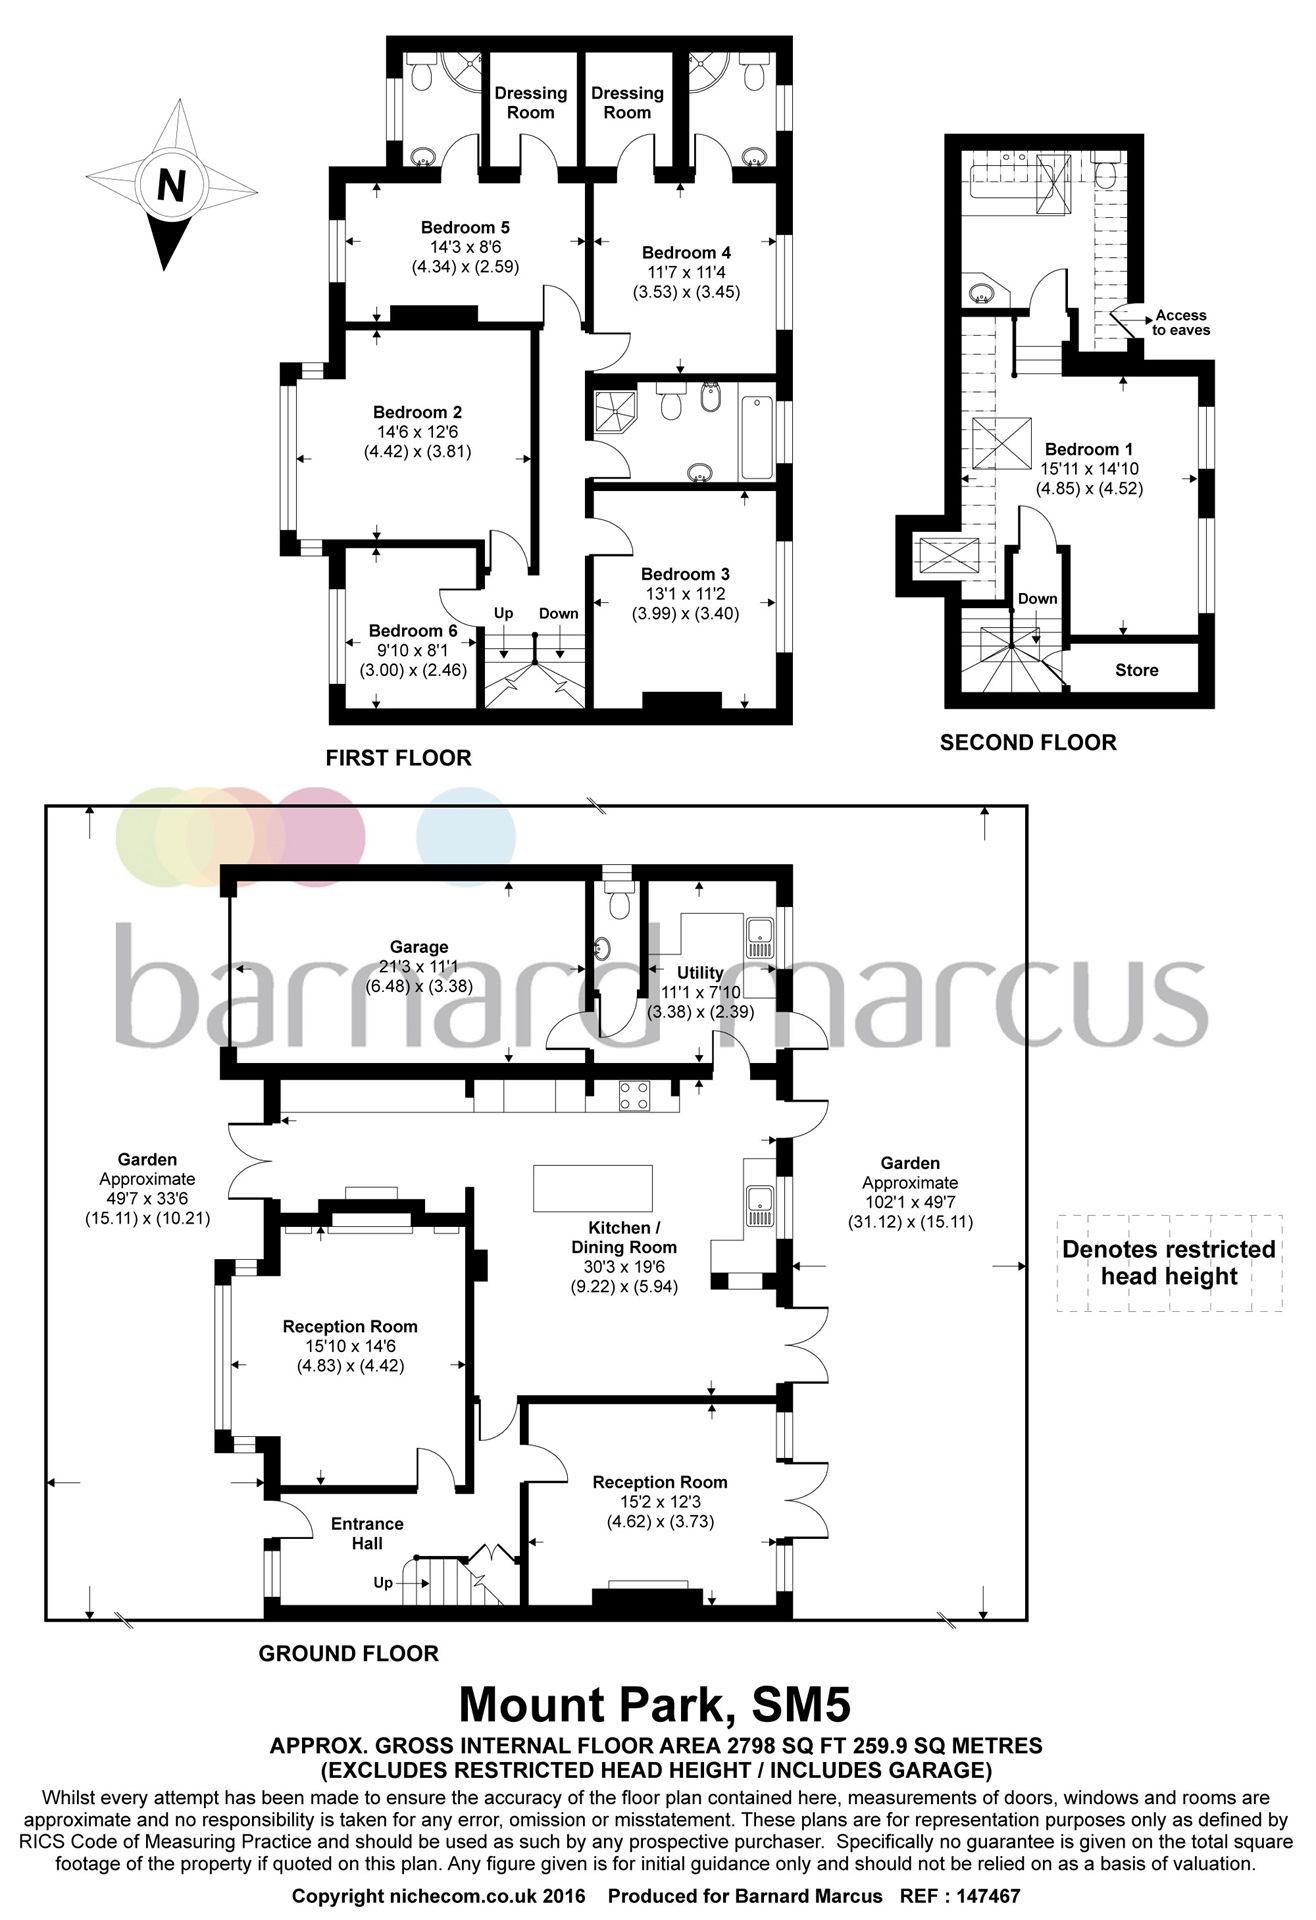 N
Dressing
Room
Dressing
Room
Bedroom 5
14'3 x 8'6
(4.34) x (2.59)
Bedroom 4
11'7 x 11'4
(3.53) x (3.45)
Bedroom 2
14'6 x 12'6
(4.42) x (3.81)
Bedroom 3
13'1 x 11'2
(3.99) x (3.40)
Bedroom 6
9'10 x 8'1
(3.00) x (2.46)
Up
Down
FIRST FLOOR
Access
to eaves
Bedroom 1
15'11 x 14'10
(4.85) x (4.52)
Down
Store
SECOND FLOOR
barnard marcus
Garage
21'3 x 11'1
(6.48) x (3.38)
Utility
11'1 x 7'10
(3.38) x (2.39)
Garden
Approximate
49'7 x 33'6
(15.11) x (10.21)
Kitchen /
Dining Room
30'3 x 19'6
(9.22) x (5.94)
Garden
Approximate
102'1 x 49'7
(31.12) x (15.11)
Denotes restricted
head height
Reception Room
15'10 x 14'6
(4.83) x (4.42)
Reception Room
15'2 x 12'3
(4.62) x (3.73)
Entrance
Hall
Up
GROUND FLOOR
Mount Park, SM5
APPROX. GROSS INTERNAL FLOOR AREA 2798 SQ FT 259.9 SQ METRES
(EXCLUDES RESTRICTED HEAD HEIGHT / INCLUDES GARAGE)
Whilst every attempt has been made to ensure the accuracy of the floor plan contained here, measurements of doors, windows and rooms are
approximate and no responsibility is taken for any error, omission or misstatement. These plans are for representation purposes only as defined by
RICS Code of Measuring Practice and should be used as such by any prospective purchaser. Specifically no guarantee is given on the total square
footage of the property if quoted on this plan. Any figure given is for initial guidance only and should not be relied on as a basis of valuation.
Copyright nichecom.co.uk 2016 Produced for Barnard Marcus REF : 147467